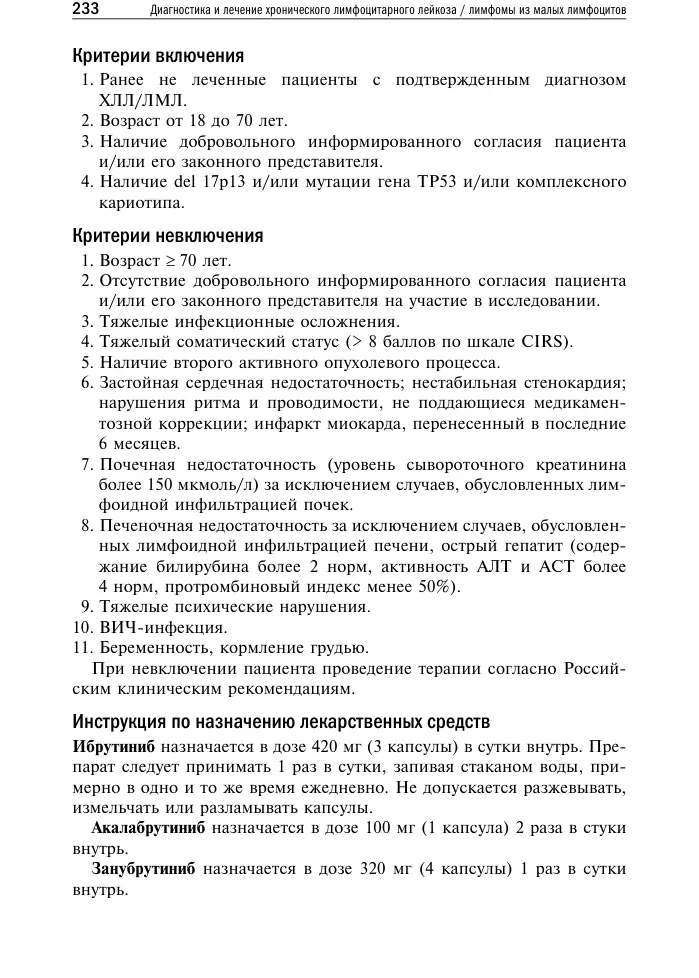 233 Диагностика и лечение хронического лимфоцитарного лейкоза / лимфомы из малых лимфоцитов
Критерии включения
1. Ранее не леченные пациенты с подтвержденным диагнозом
ХЛЛ/ЛМЛ.
2. Возраст от 18 до 70 лет.
3. Наличие добровольного информированного согласия пациента
и/или его законного представителя.
4. Наличие del 17p13 и/или мутации гена TP53 и/или комплексного
кариотипа.
Критерии невключения
1. Возраст ≥ 70 лет.
2. Отсутствие добровольного информированного согласия пациента
и/или его законного представителя на участие в исследовании.
3. Тяжелые инфекционные осложнения.
4. Тяжелый соматический статус (> 8 баллов по шкале CIRS).
5. Наличие второго активного опухолевого процесса.
6. Застойная сердечная недостаточность; нестабильная стенокардия;
нарушения ритма и проводимости, не поддающиеся медикамен-
тозной коррекции; инфаркт миокарда, перенесенный в последние
6 месяцев.
7. Почечная недостаточность (уровень сывороточного креатинина
более 150 мкмоль/л) за исключением случаев, обусловленных лим-
фоидной инфильтрацией почек.
8. Печеночная недостаточность за исключением случаев, обусловлен-
ных лимфоидной инфильтрацией печени, острый гепатит (содер-
жание билирубина более 2 норм, активность АЛТ и АСТ более
4 норм, протромбиновый индекс менее 50%).
9. Тяжелые психические нарушения.
10. ВИЧ-инфекция.
11. Беременность, кормление грудью.
При невключении пациента проведение терапии согласно Россий-
ским клиническим рекомендациям.
Инструкция по назначению лекарственных средств
Ибрутиниб назначается в дозе 420 мг (3 капсулы) в сутки внутрь. Пре-
парат следует принимать 1 раз в сутки, запивая стаканом воды, при-
мерно в одно и то же время ежедневно. Не допускается разжевывать,
измельчать или разламывать капсулы.
Акалабрутиниб назначается в дозе 100 мг (1 капсула) 2 раза в стуки
внутрь.
Занубрутиниб назначается в дозе 320 мг (4 капсулы) 1 раз в сутки
внутрь.